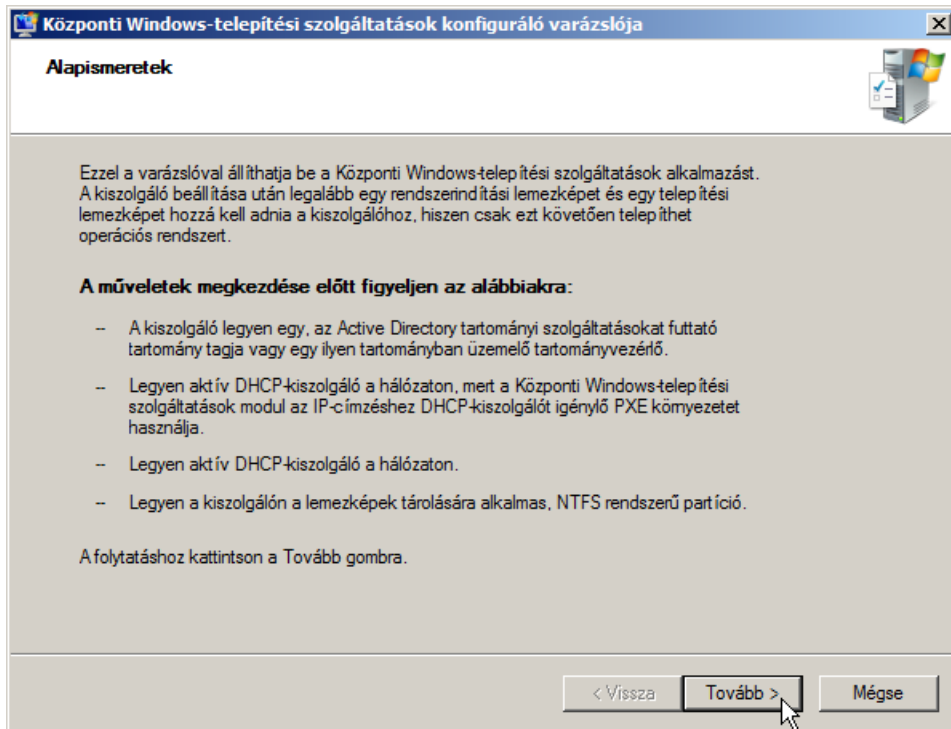 Központi Windows-telepítési szolgáltatások konfiguráló varázslója
Alapismeretek
Ezzel a varázslóval állíthatja be a Központi Windows-telepítési szolgáltatások alkalmazást.
A kiszolgáló beállítása után legalább egy rendszerindítási lemezképet és egy telepítési
lemezképet hozzá kell adnia a kiszolgálóhoz, hiszen csak ezt követően telepíthet
operációs rendszert.
A műveletek megkezdése előtt figyeljen az alábbiakra:
-- A kiszolgáló legyen egy, az Active Directory tartományi szolgáltatásokat futtató
tartomány tagja vagy egy ilyen tartományban üzemelő tartományvezérlő.
-- Legyen aktív DHCP-kiszolgáló a hálózaton, mert a Központi Windows-telepítési
szolgáltatások modul az IP-címzéshez DHCP-kiszolgálót igénylő PXE környezetet
használja.
-- Legyen aktív DHCP-kiszolgáló a hálózaton.
-- Legyen a kiszolgálón a lemezképek tárolására alkalmas, NTFS rendszerű partíció.
A folytatáshoz kattintson a Tovább gombra.
< Vissza Tovább > Mégse